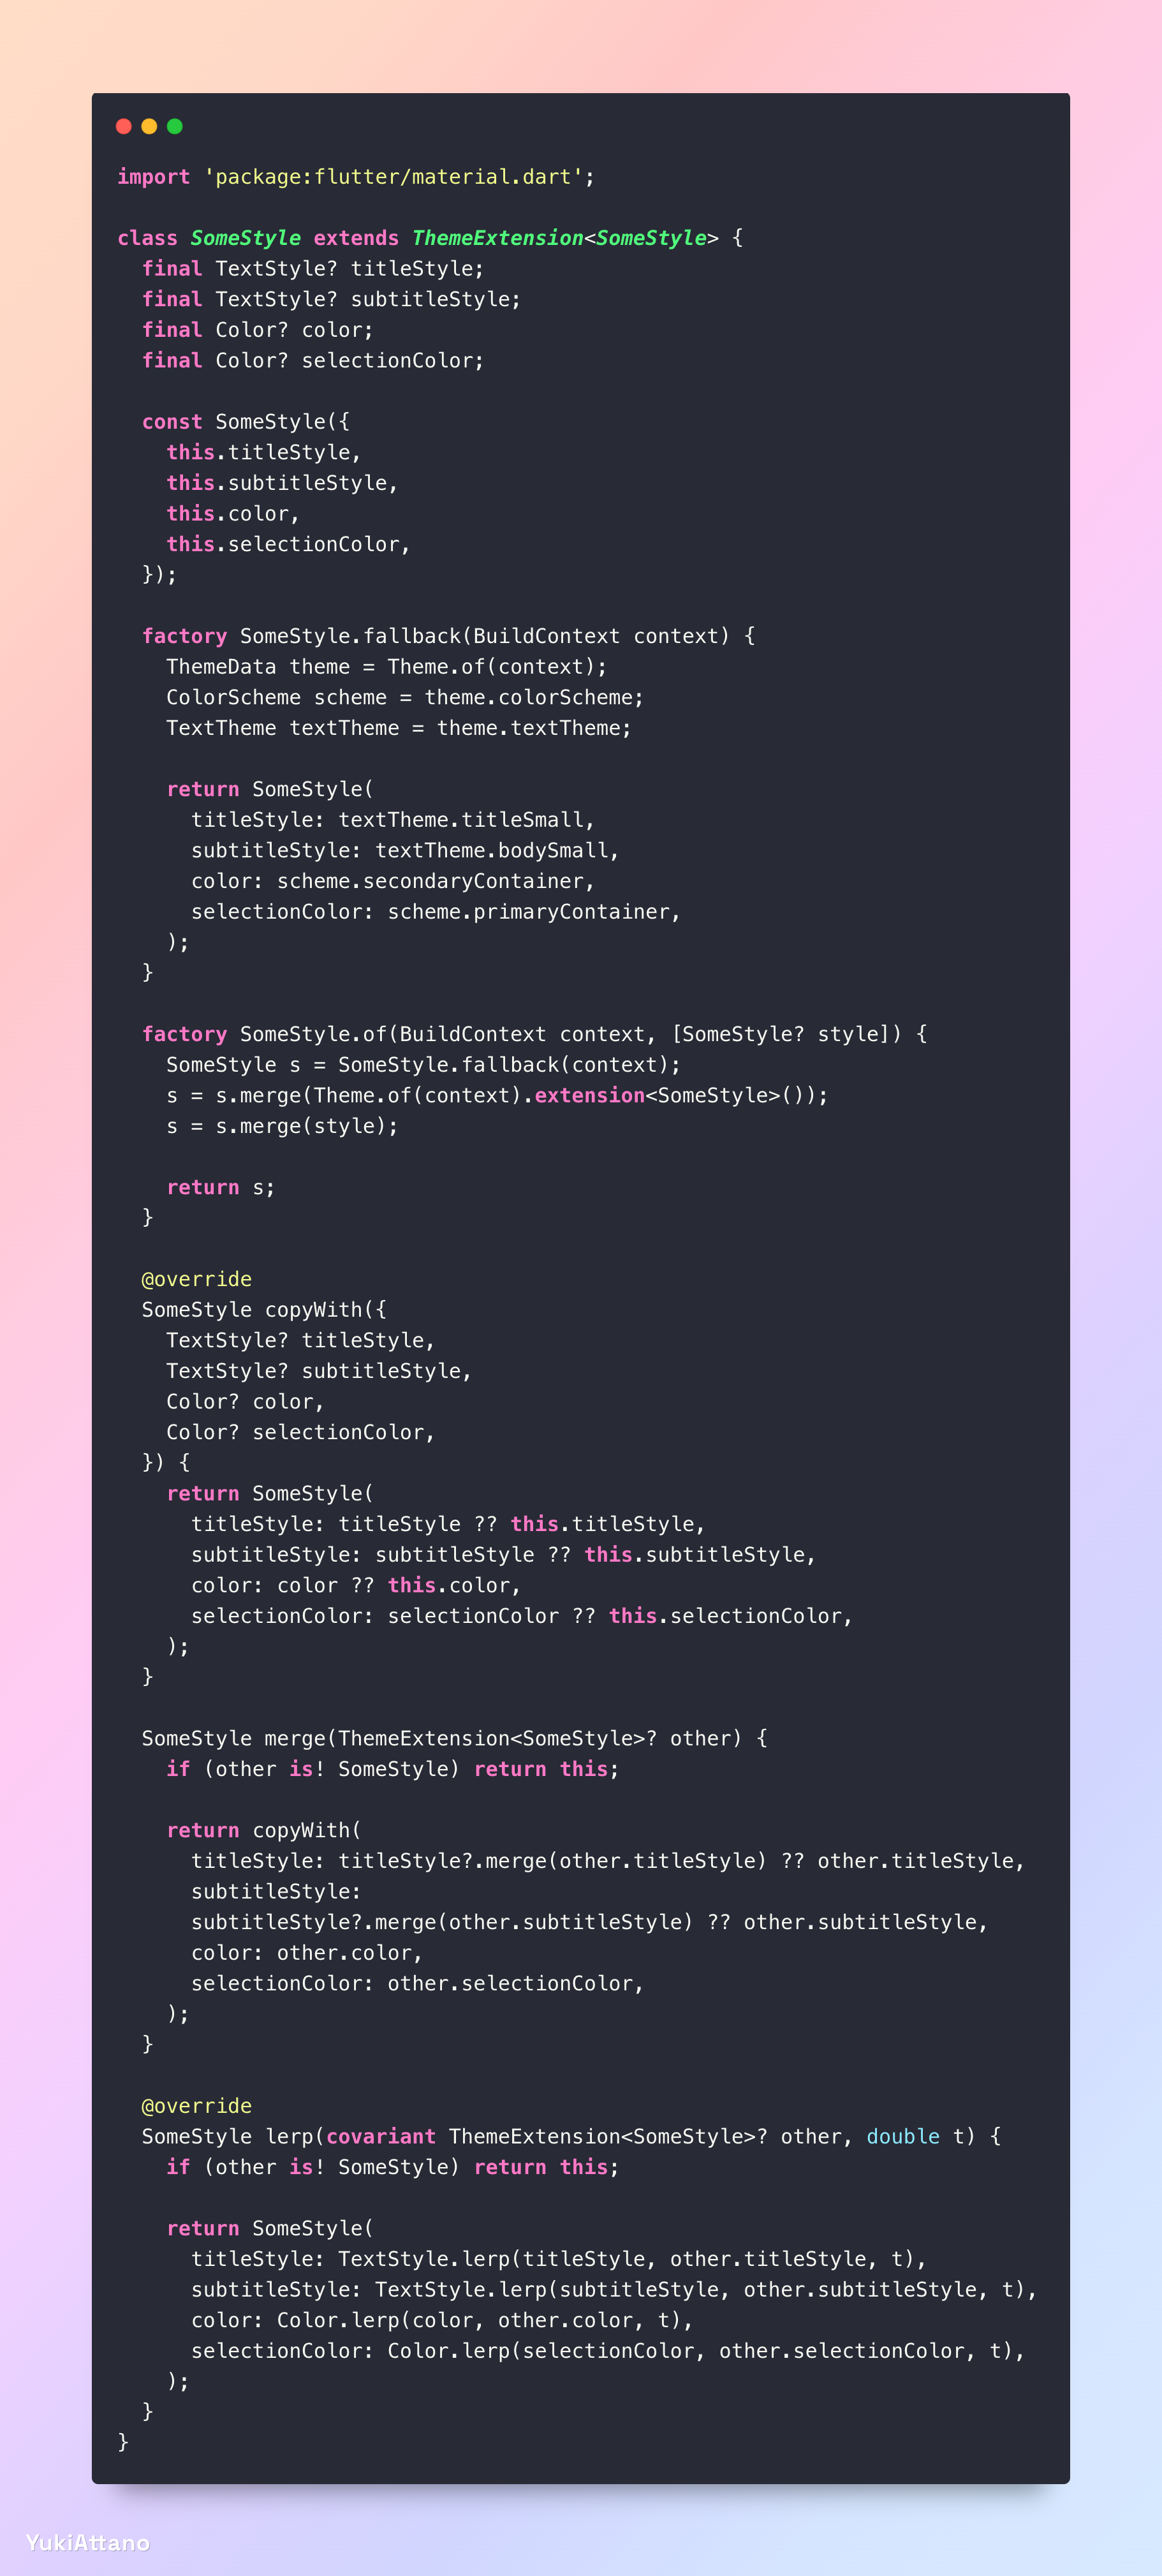 import 'package:flutter/material.dart';

class SomeStyle extends ThemeExtension<SomeStyle> {
  final TextStyle? titleStyle;
  final TextStyle? subtitleStyle;
  final Color? color;
  final Color? selectionColor;

  const SomeStyle({
    this.titleStyle,
    this.subtitleStyle,
    this.color,
    this.selectionColor,
  });

  factory SomeStyle.fallback(BuildContext context) {
    ThemeData theme = Theme.of(context);
    ColorScheme scheme = theme.colorScheme;
    TextTheme textTheme = theme.textTheme;

    return SomeStyle(
      titleStyle: textTheme.titleSmall,
      subtitleStyle: textTheme.bodySmall,
      color: scheme.secondaryContainer,
      selectionColor: scheme.primaryContainer,
    );
  }

  factory SomeStyle.of(BuildContext context, [SomeStyle? style]) {
    SomeStyle s = SomeStyle.fallback(context);
    s = s.merge(Theme.of(context).extension<SomeStyle>());
    s = s.merge(style);

    return s;
  }

  @override
  SomeStyle copyWith({
    TextStyle? titleStyle,
    TextStyle? subtitleStyle,
    Color? color,
    Color? selectionColor,
  }) {
    return SomeStyle(
      titleStyle: titleStyle ?? this.titleStyle,
      subtitleStyle: subtitleStyle ?? this.subtitleStyle,
      color: color ?? this.color,
      selectionColor: selectionColor ?? this.selectionColor,
    );
  }

  SomeStyle merge(ThemeExtension<SomeStyle>? other) {
    if (other is! SomeStyle) return this;

    return copyWith(
      titleStyle: titleStyle?.merge(other.titleStyle) ?? other.titleStyle,
      subtitleStyle:
      subtitleStyle?.merge(other.subtitleStyle) ?? other.subtitleStyle,
      color: other.color,
      selectionColor: other.selectionColor,
    );
  }

  @override
  SomeStyle lerp(covariant ThemeExtension<SomeStyle>? other, double t) {
    if (other is! SomeStyle) return this;

    return SomeStyle(
      titleStyle: TextStyle.lerp(titleStyle, other.titleStyle, t),
      subtitleStyle: TextStyle.lerp(subtitleStyle, other.subtitleStyle, t),
      color: Color.lerp(color, other.color, t),
      selectionColor: Color.lerp(selectionColor, other.selectionColor, t),
    );
  }
}
YukiAttano